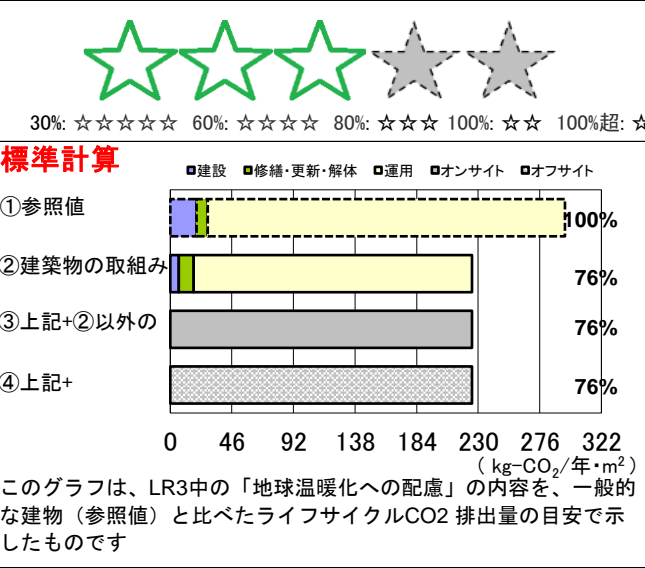 30%: ☆☆☆☆☆ 60%: ☆☆☆☆ 80%: ☆☆☆ 100%: ☆☆ 100%超: ☆
標準計算
■建設 ■修繕・更新・解体 □運用 ■オンサイト ■オフサイト
①参照値 100%
②建築物の取組み 76%
③上記+②以外の 76%
④上記+ 76%
0 46 92 138 184 230 276 322
( kg-CO₂/年・m² )
このグラフは、LR3中の「地球温暖化への配慮」の内容を、一般的
な建物（参照値）と比べたライフサイクルCO2 排出量の目安で示
したものです